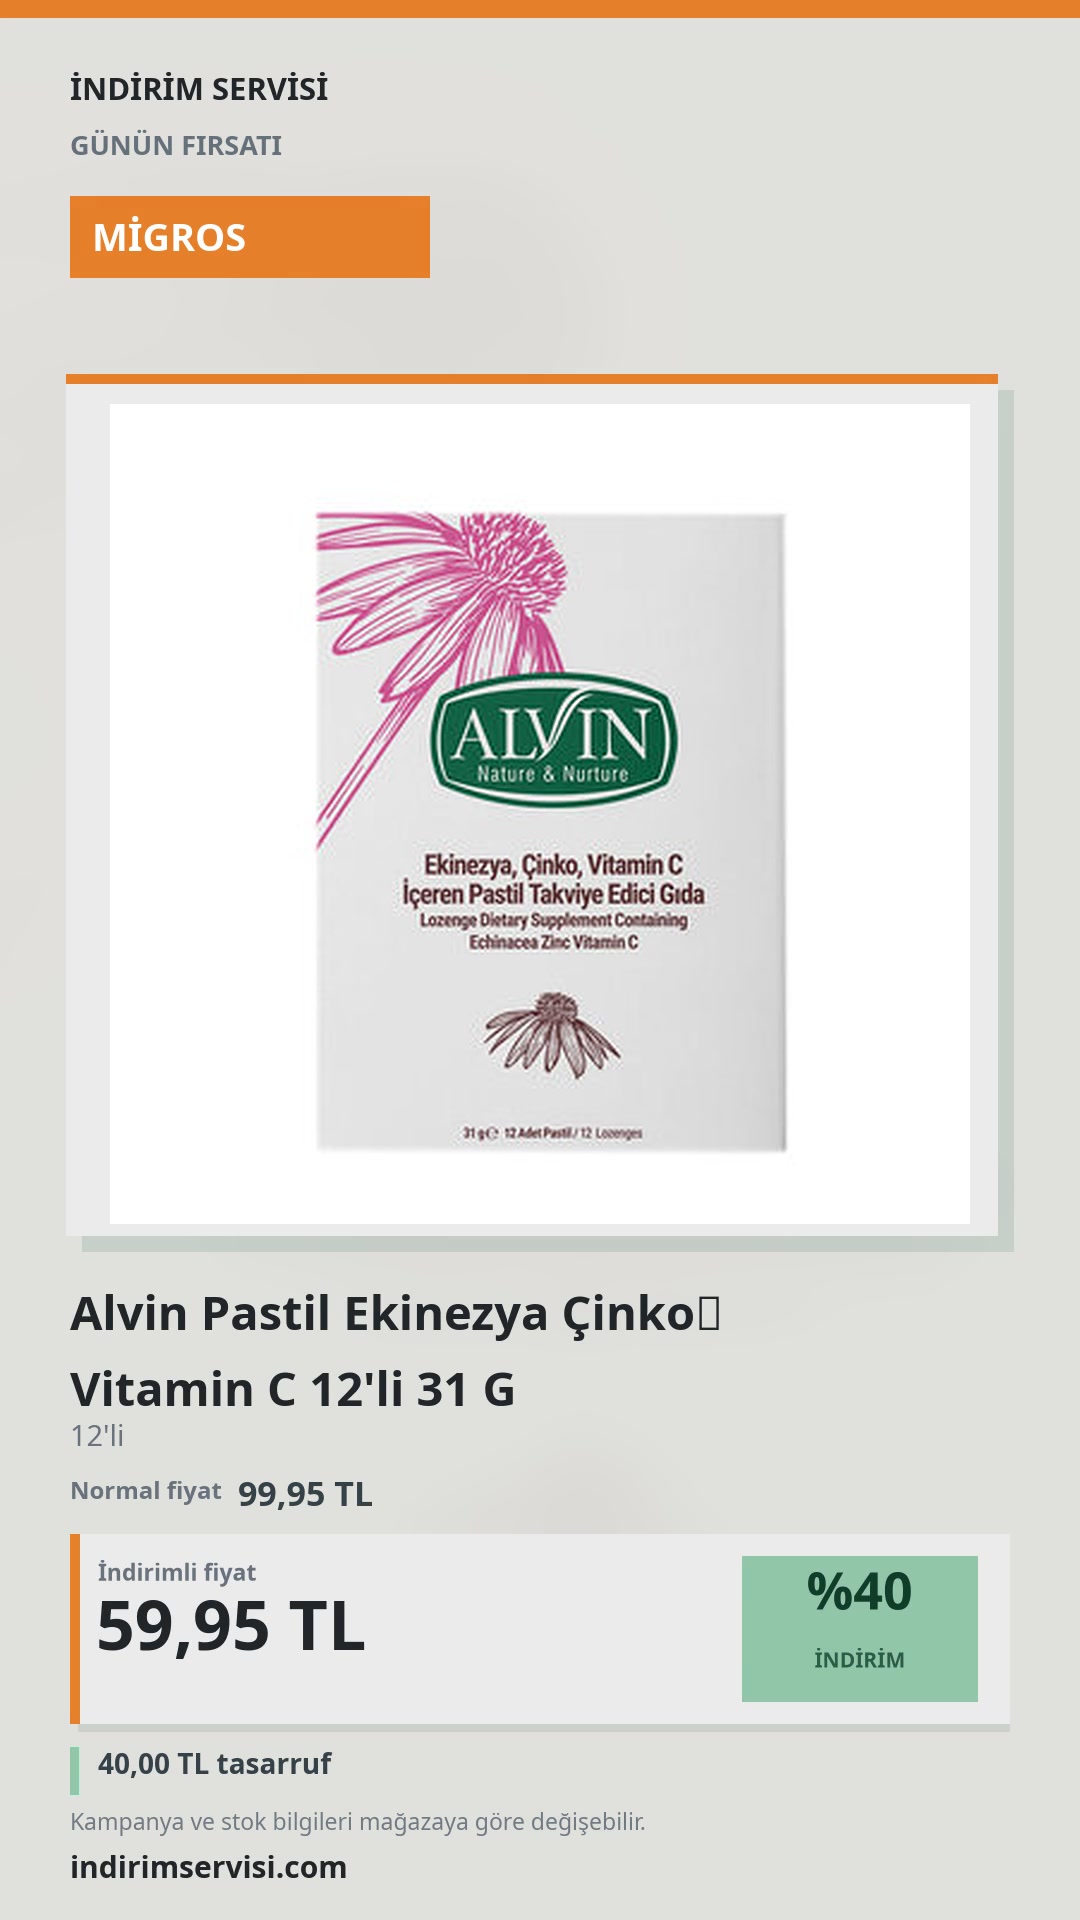 İNDİRİM SERVİSİ
GÜNÜN FIRSATI
MİGROS
ALVIN
Nature & Nurture
Ekinezya, Çinko, Vitamin C
İçeren Pastil Takviye Edici Gıda
Lozenge Dietary Supplement Containing
Echinacea Zinc Vitamin C
31 g℮ 12 Adet Pastil / 12 Lozenges
Alvin Pastil Ekinezya Çinko
Vitamin C 12'li 31 G
12'li
Normal fiyat 99,95 TL
İndirimli fiyat
59,95 TL
%40
İNDİRİM
40,00 TL tasarruf
Kampanya ve stok bilgileri mağazaya göre değişebilir.
indirimservisi.com